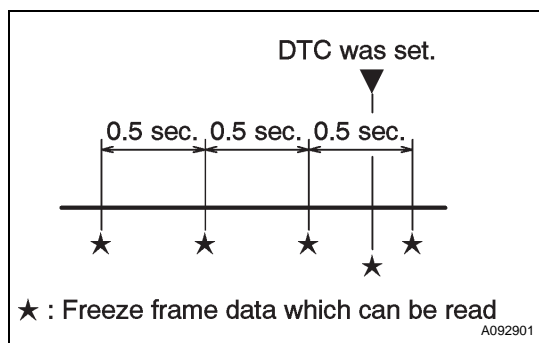 DTC was set.
0.5 sec. 0.5 sec. 0.5 sec.
★ : Freeze frame data which can be read
A092901